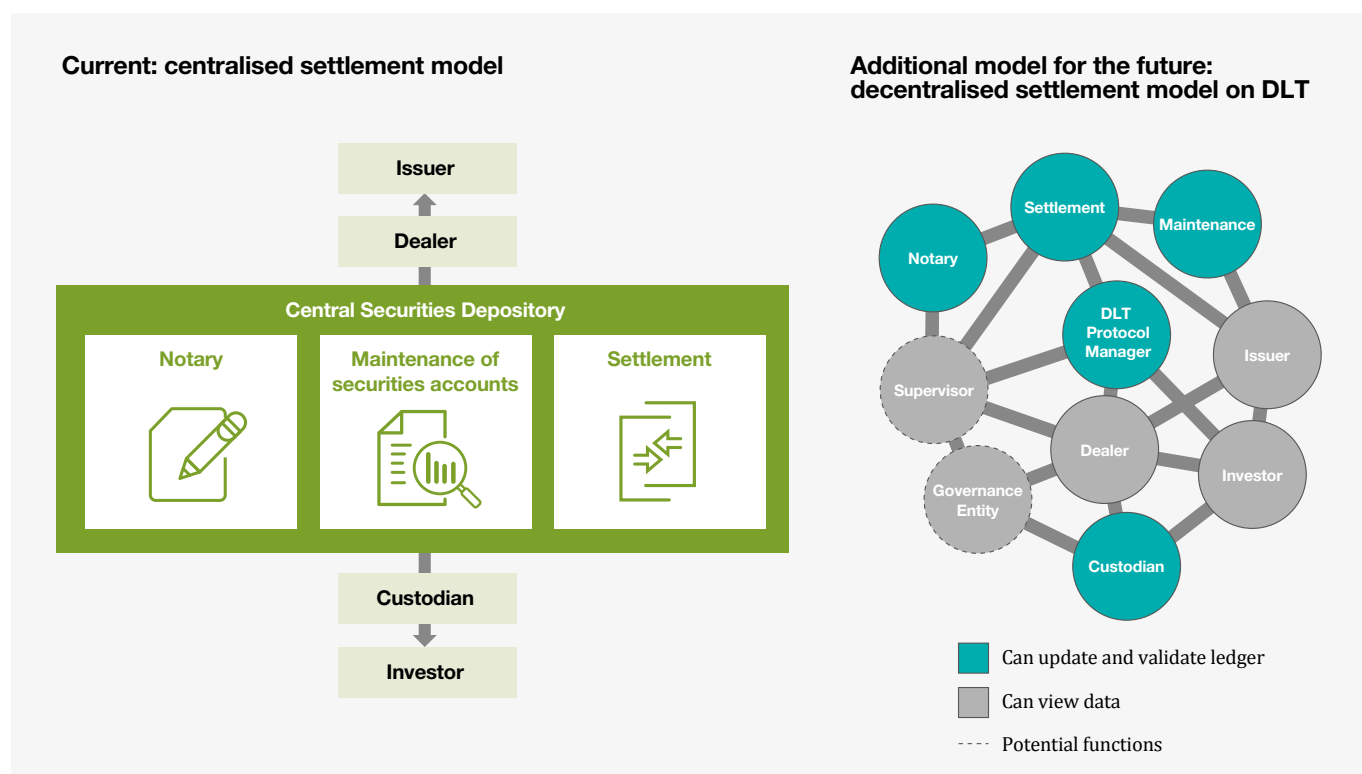 Current: centralised settlement model
Issuer
Dealer
Central Securities Depository
Notary
Maintenance of
securities accounts
Settlement
Custodian
Investor
Additional model for the future:
decentralised settlement model on DLT
Settlement
Maintenance
Notary
DLT
Protocol
Manager
Issuer
Supervisor
Dealer
Investor
Governance
Entity
Custodian
Can update and validate ledger
Can view data
Potential functions